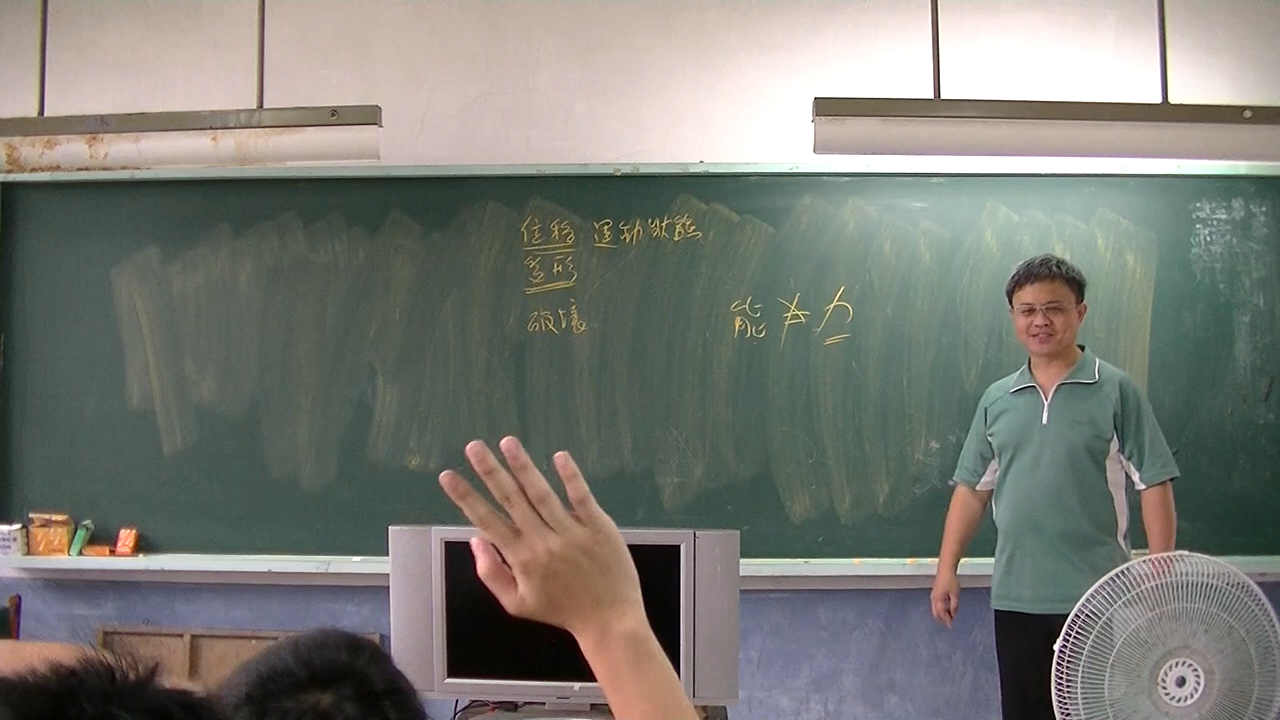 位移 運動狀態
變形
破壞
能≠力